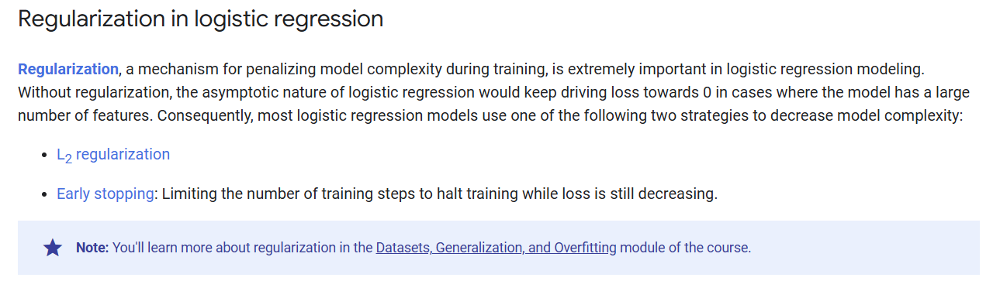 Regularization in logistic regression
Regularization, a mechanism for penalizing model complexity during training, is extremely important in logistic regression modeling.
Without regularization, the asymptotic nature of logistic regression would keep driving loss towards 0 in cases where the model has a large
number of features. Consequently, most logistic regression models use one of the following two strategies to decrease model complexity:
• L2 regularization
• Early stopping: Limiting the number of training steps to halt training while loss is still decreasing.
Note: You'll learn more about regularization in the Datasets, Generalization, and Overfitting module of the course.